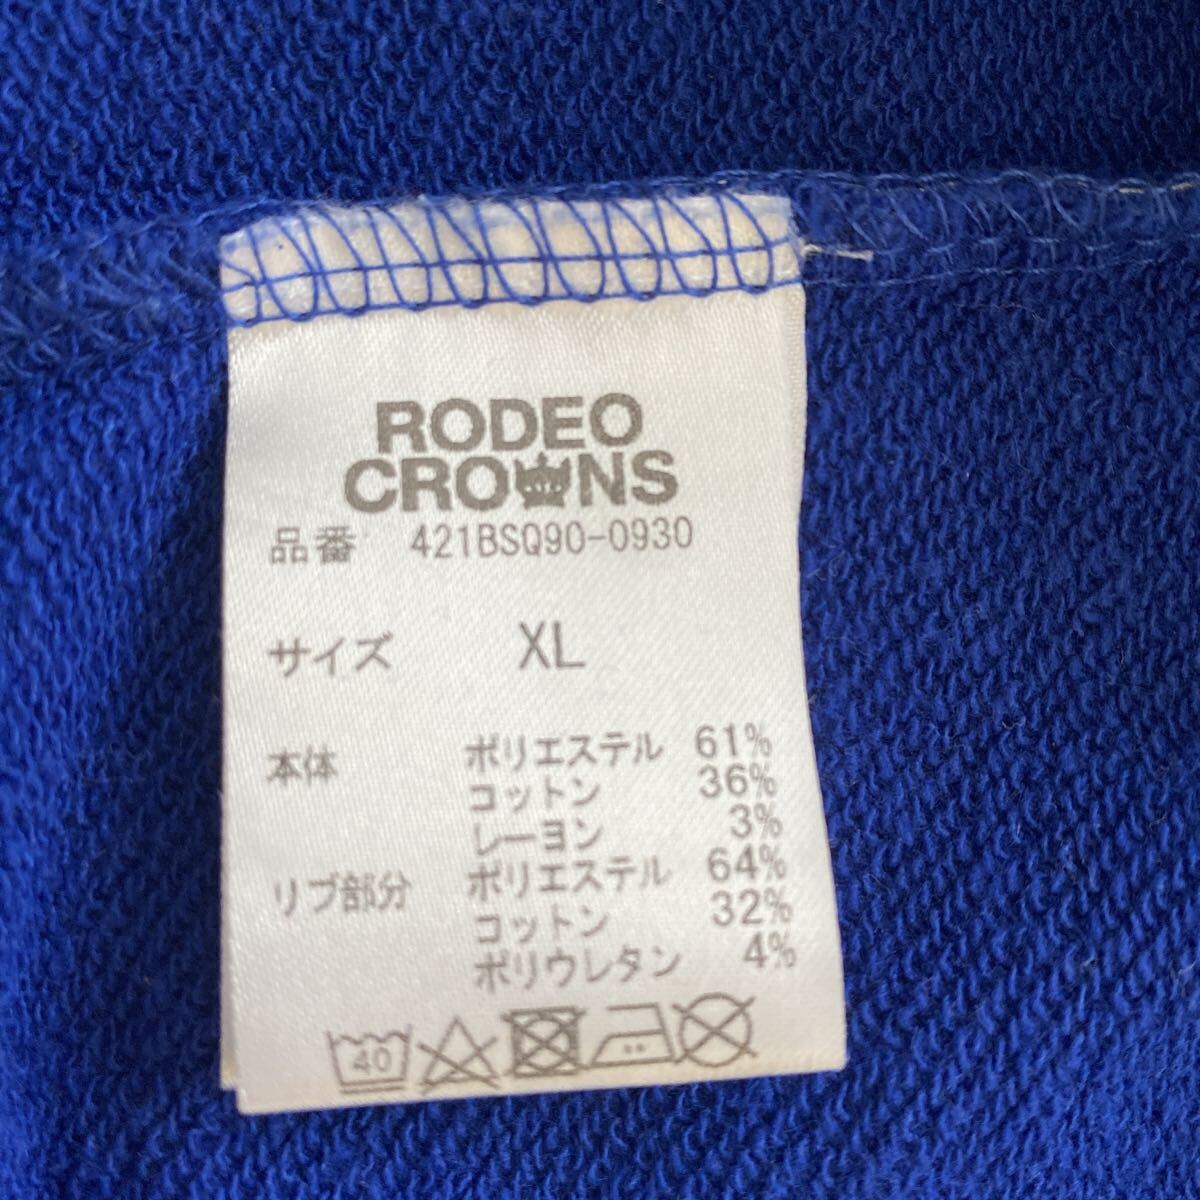 RODEO
CROWNS
品番 421BSQ90-0930
サイズ XL
本体 ポリエステル 61%
コットン 36%
レーヨン 3%
リブ部分 ポリエステル 64%
コットン 32%
ポリウレタン 4%
40